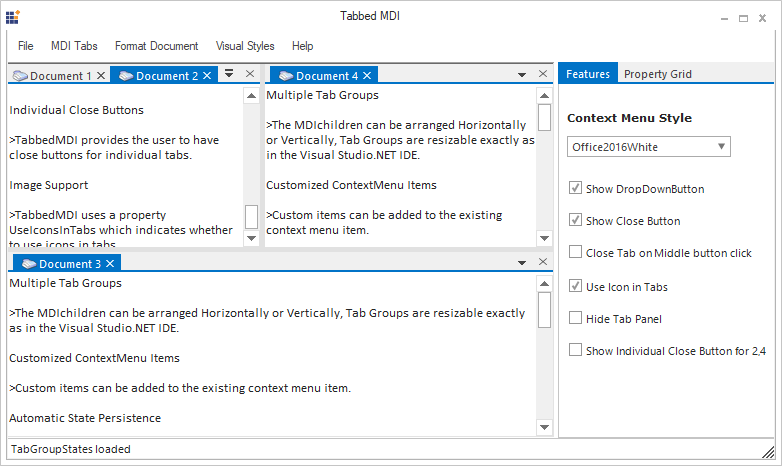 Tabbed MDI
File MDI Tabs Format Document Visual Styles Help
Document 1 Document 2
Individual Close Buttons
>TabbedMDI provides the user to have
close buttons for individual tabs.
Image Support
>TabbedMDI uses a property
UseIconsInTabs which indicates whether
to use icons in tabs
Document 4
Multiple Tab Groups
>The MDIchildren can be arranged Horizontally
or Vertically, Tab Groups are resizable exactly as
in the Visual Studio.NET IDE.
Customized ContextMenu Items
>Custom items can be added to the existing
context menu item.
Document 3
Multiple Tab Groups
>The MDIchildren can be arranged Horizontally or Vertically, Tab Groups are resizable exactly
as in the Visual Studio.NET IDE.
Customized ContextMenu Items
>Custom items can be added to the existing context menu item.
Automatic State Persistence
Features Property Grid
Context Menu Style
Office2016White
Show DropDownButton
Show Close Button
Close Tab on Middle button click
Use Icon in Tabs
Hide Tab Panel
Show Individual Close Button for 2,4
TabGroupStates loaded